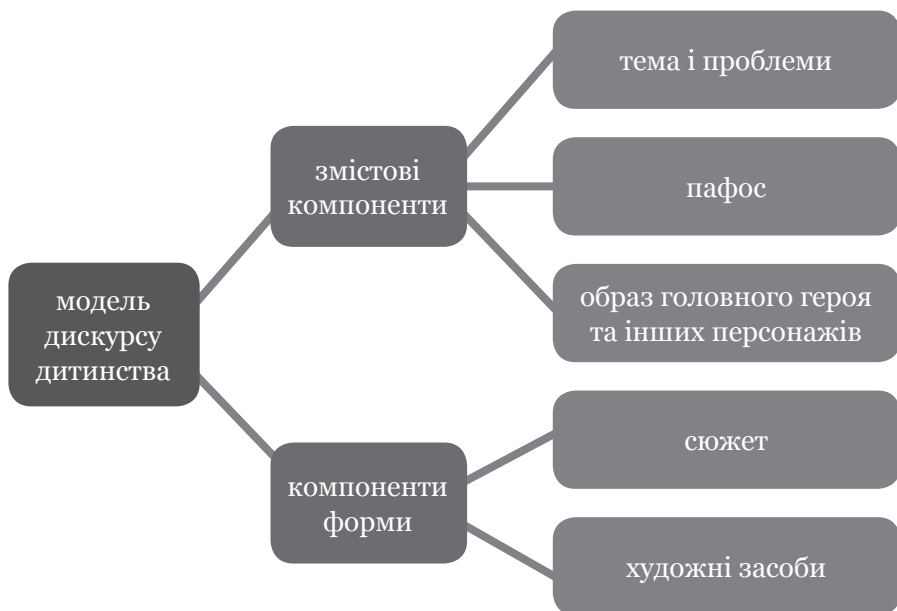 модель
дискурсу
дитинства
змістові
компоненти
тема і проблеми
пафос
образ головного героя
та інших персонажів
компоненти
форми
сюжет
художні засоби